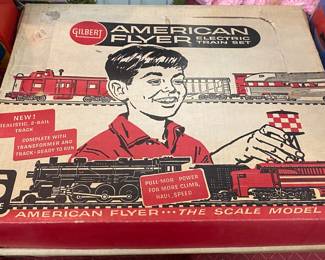 GILBERT
AMERICAN
FLYER ELECTRIC
TRAIN SET
NEW!
REALISTIC, 2-RAIL
TRACK
COMPLETE WITH
TRANSFORMER AND
TRACK-READY TO RUN
PULL MOR POWER
FOR MORE CLIMB,
HAUL, SPEED
AMERICAN FLYER...THE SCALE MODEL